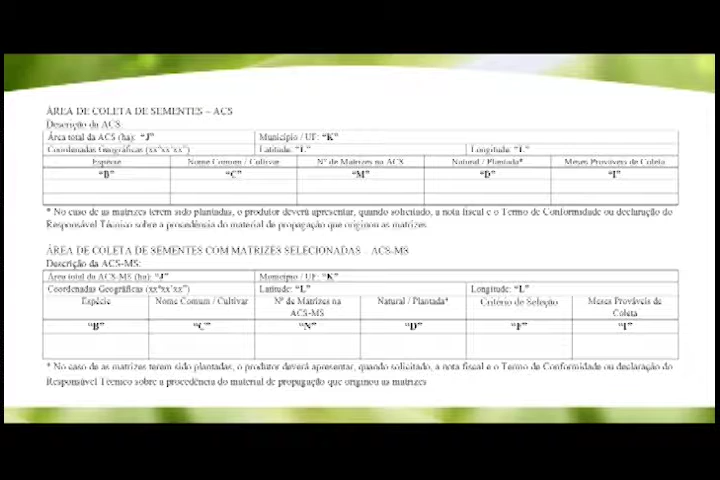 ÁREA DE COLETA DE SEMENTES – ACS
Descrição da ACS:
Área total da ACS (ha): "J" Município / UF: "K"
Coordenadas Geográficas (xx°xx'xx") Latitude: "L" Longitude: "L"
Espécie Nome Comum / Cultivar Nº de Matrizes na ACS Natural / Plantada* Meses Prováveis de Coleta
"B" "C" "M" "D" "I"
* No caso de as matrizes terem sido plantadas, o produtor deverá apresentar, quando solicitado, a nota fiscal e o Termo de Conformidade ou declaração do
Responsável Técnico sobre a procedência do material de propagação que originou as matrizes
ÁREA DE COLETA DE SEMENTES COM MATRIZES SELECIONADAS – ACS-MS
Descrição da ACS-MS:
Área total da ACS-MS (ha): "J" Município / UF: "K"
Coordenadas Geográficas (xx°xx'xx") Latitude: "L" Longitude: "L"
Espécie Nome Comum / Cultivar Nº de Matrizes na Natural / Plantada* Critério de Seleção Meses Prováveis de
ACS-MS Coleta
"B" "C" "N" "D" "F" "I"
* No caso de as matrizes terem sido plantadas, o produtor deverá apresentar, quando solicitado, a nota fiscal e o Termo de Conformidade ou declaração do
Responsável Técnico sobre a procedência do material de propagação que originou as matrizes